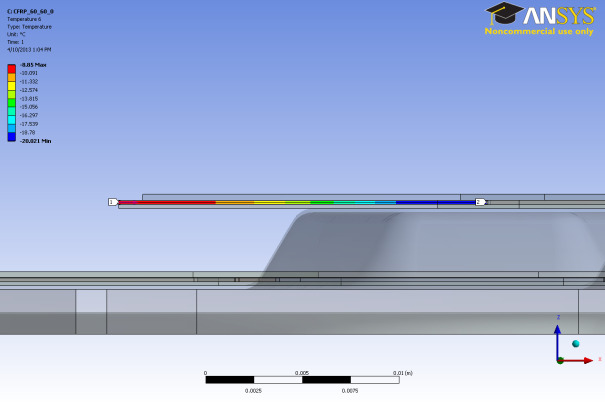 C: CFRP_60_60_0
Temperature 6
Type: Temperature
Unit: °C
Time: 1
4/10/2013 1:04 PM
-8.85 Max
-10.091
-11.332
-12.574
-13.815
-15.056
-16.297
-17.539
-18.78
-20.021 Min
ANSYS
Noncommercial use only
1
2
Z
X
0
0.005
0.01 (m)
0.0025
0.0075